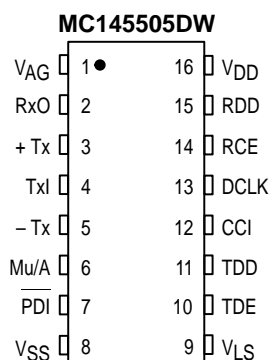 MC145505DW
VAG 1 16 VDD
RxO 2 15 RDD
+ Tx 3 14 RCE
TxI 4 13 DCLK
– Tx 5 12 CCI
Mu/A 6 11 TDD
PDI 7 10 TDE
VSS 8 9 VLS